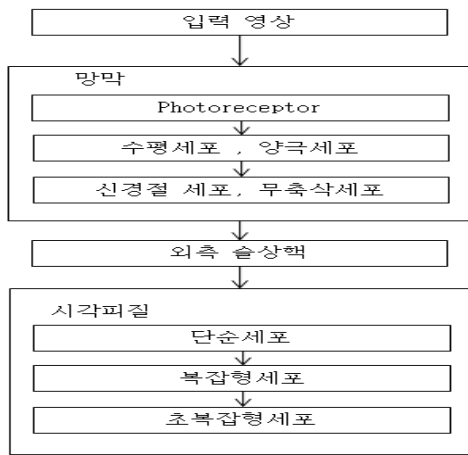 입력 영상
망막
Photoreceptor
수평세포 , 양극세포
신경절 세포, 무축삭세포
외측 슬상핵
시각피질
단순세포
복잡형세포
초복잡형세포